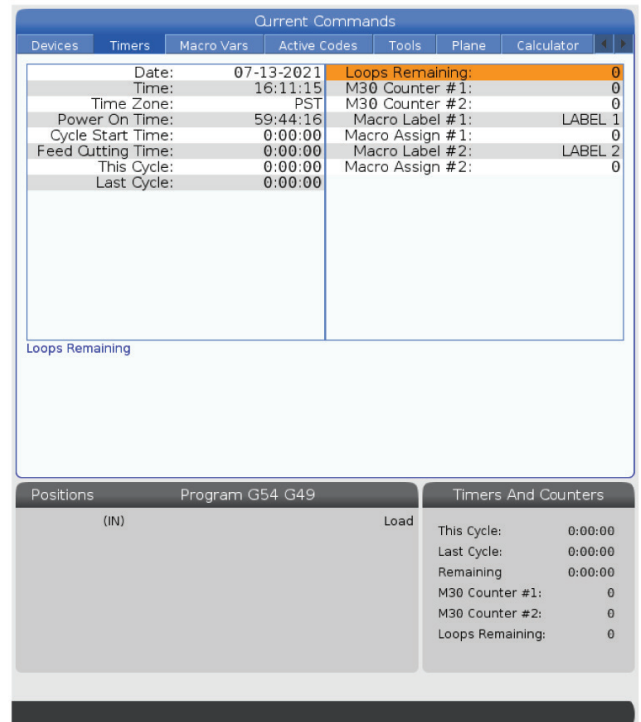 Current Commands
Devices Timers Macro Vars Active Codes Tools Plane Calculator
Date: 07-13-2021
Time: 16:11:15
Time Zone: PST
Power On Time: 59:44:16
Cycle Start Time: 0:00:00
Feed Cutting Time: 0:00:00
This Cycle: 0:00:00
Last Cycle: 0:00:00
Loops Remaining: 0
M30 Counter #1: 0
M30 Counter #2: 0
Macro Label #1: LABEL 1
Macro Assign #1: 0
Macro Label #2: LABEL 2
Macro Assign #2: 0
Loops Remaining
Positions Program G54 G49
(IN) Load
Timers And Counters
This Cycle: 0:00:00
Last Cycle: 0:00:00
Remaining 0:00:00
M30 Counter #1: 0
M30 Counter #2: 0
Loops Remaining: 0